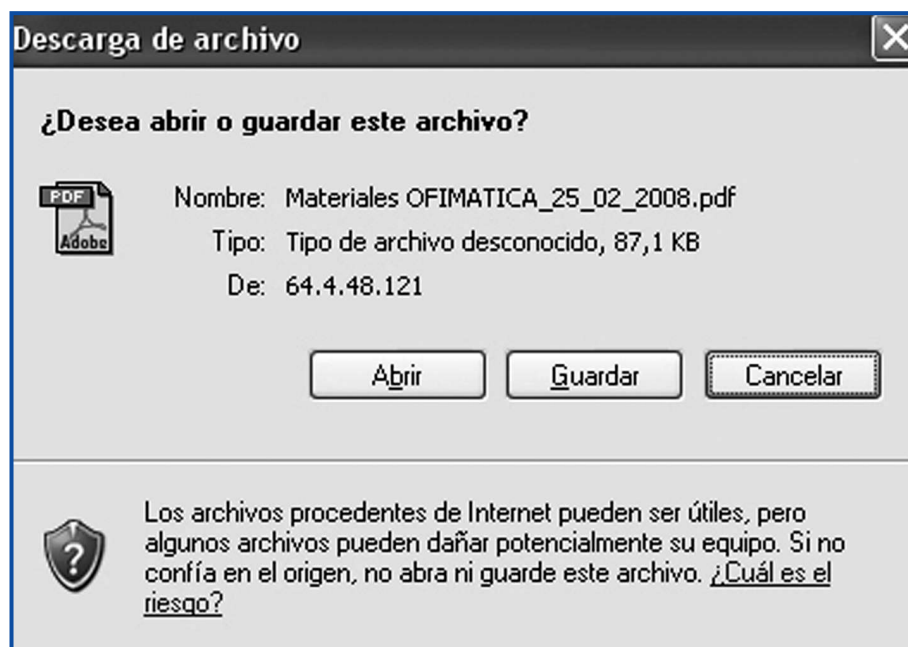 Descarga de archivo
¿Desea abrir o guardar este archivo?
PDF
Adobe
Nombre: Materiales OFIMATICA_25_02_2008.pdf
Tipo: Tipo de archivo desconocido, 87,1 KB
De: 64.4.48.121
Abrir Guardar Cancelar
Los archivos procedentes de Internet pueden ser útiles, pero
algunos archivos pueden dañar potencialmente su equipo. Si no
confía en el origen, no abra ni guarde este archivo. ¿Cuál es el
riesgo?